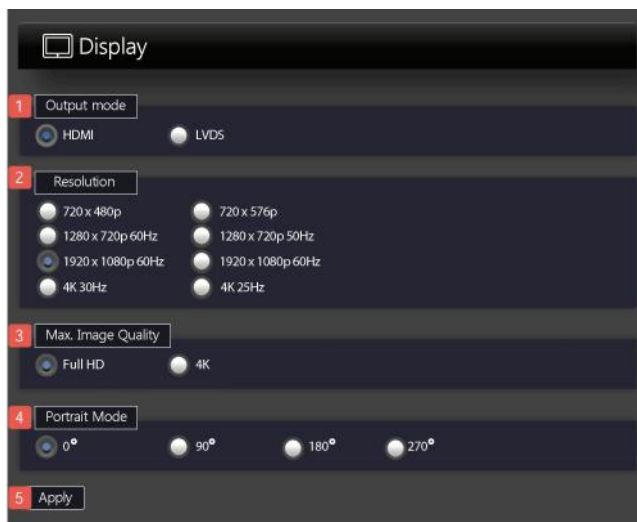 Display
1 Output mode
HDMI LVDS
2 Resolution
720 x 480p 720 x 576p
1280 x 720p 60Hz 1280 x 720p 50Hz
1920 x 1080p 60Hz 1920 x 1080p 60Hz
4K 30Hz 4K 25Hz
3 Max. Image Quality
Full HD 4K
4 Portrait Mode
0° 90° 180° 270°
5 Apply